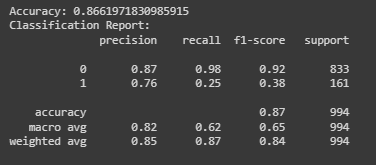 Accuracy: 0.8661971830985915
Classification Report:
precision recall f1-score support
0 0.87 0.98 0.92 833
1 0.76 0.25 0.38 161
accuracy 0.87 994
macro avg 0.82 0.62 0.65 994
weighted avg 0.85 0.87 0.84 994